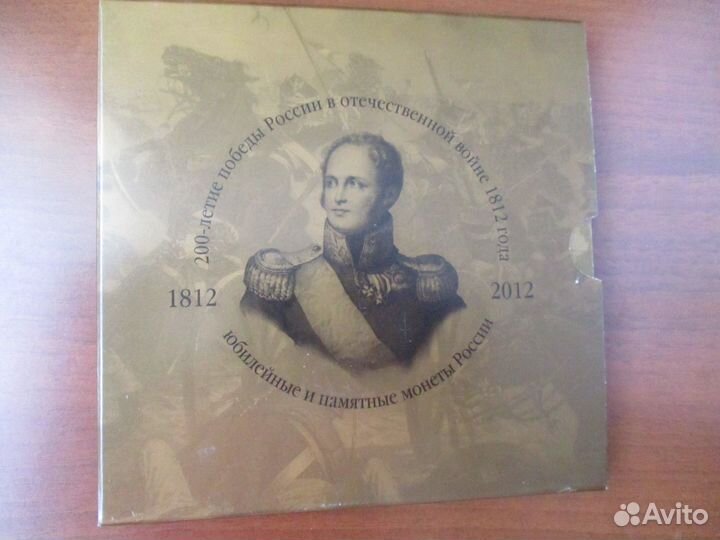 200-летие победы России в отечественной войне 1812 года
1812
2012
юбилейные и памятные монеты России
Avito